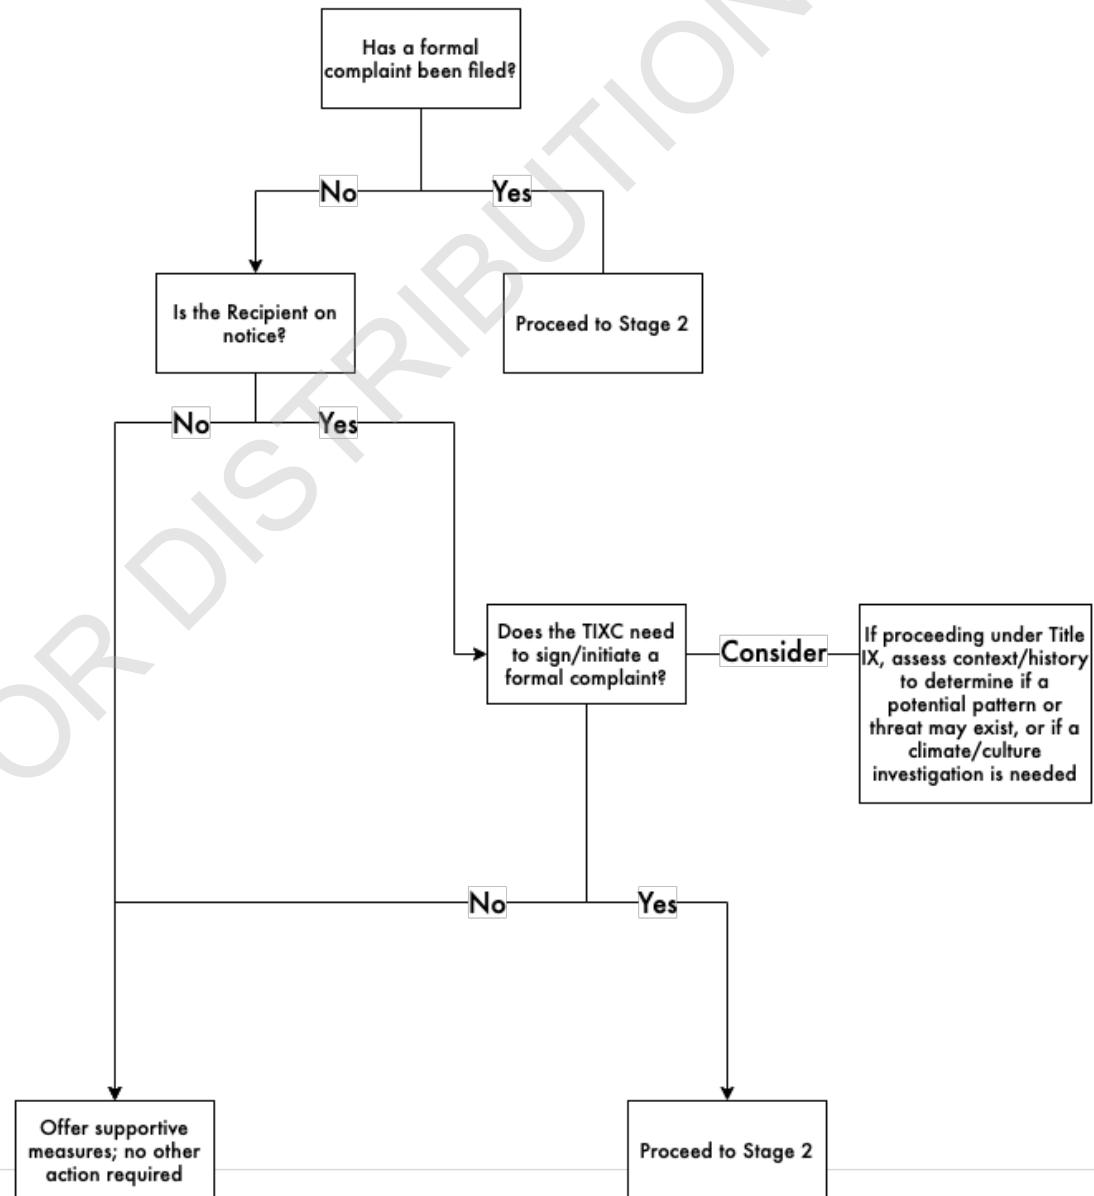 Has a formal
complaint been filed?
No
Yes
Is the Recipient on
notice?
Proceed to Stage 2
No
Yes
Does the TIXC need
to sign/initiate a
formal complaint?
Consider
If proceeding under Title
IX, assess context/history
to determine if a
potential pattern or
threat may exist, or if a
climate/culture
investigation is needed
No
Yes
Offer supportive
measures; no other
action required
Proceed to Stage 2
OR DISTRIBUTION